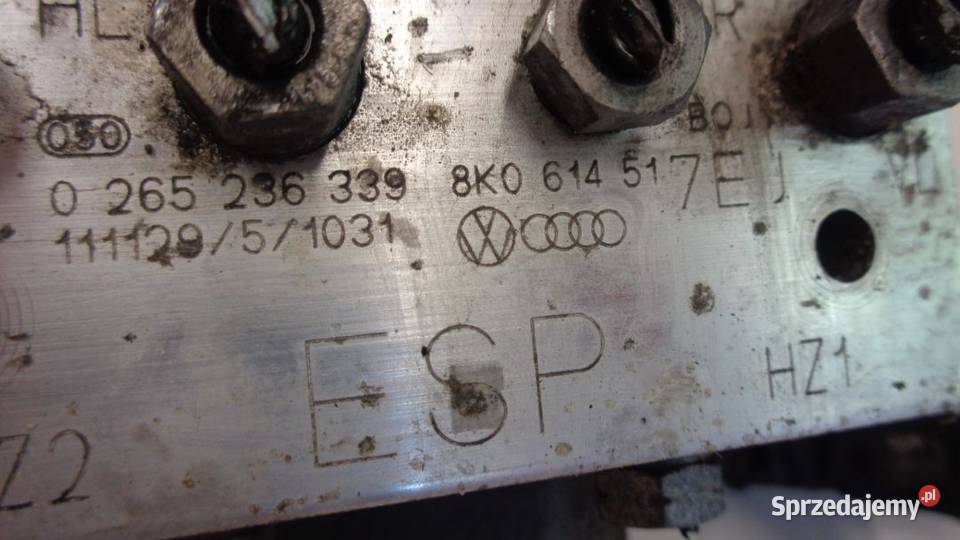 HL
R
050
0 265 236 339 8K0 614 517EJ
111129/5/1031
ESP
HZ1
Z2
Sprzedajemy.pl